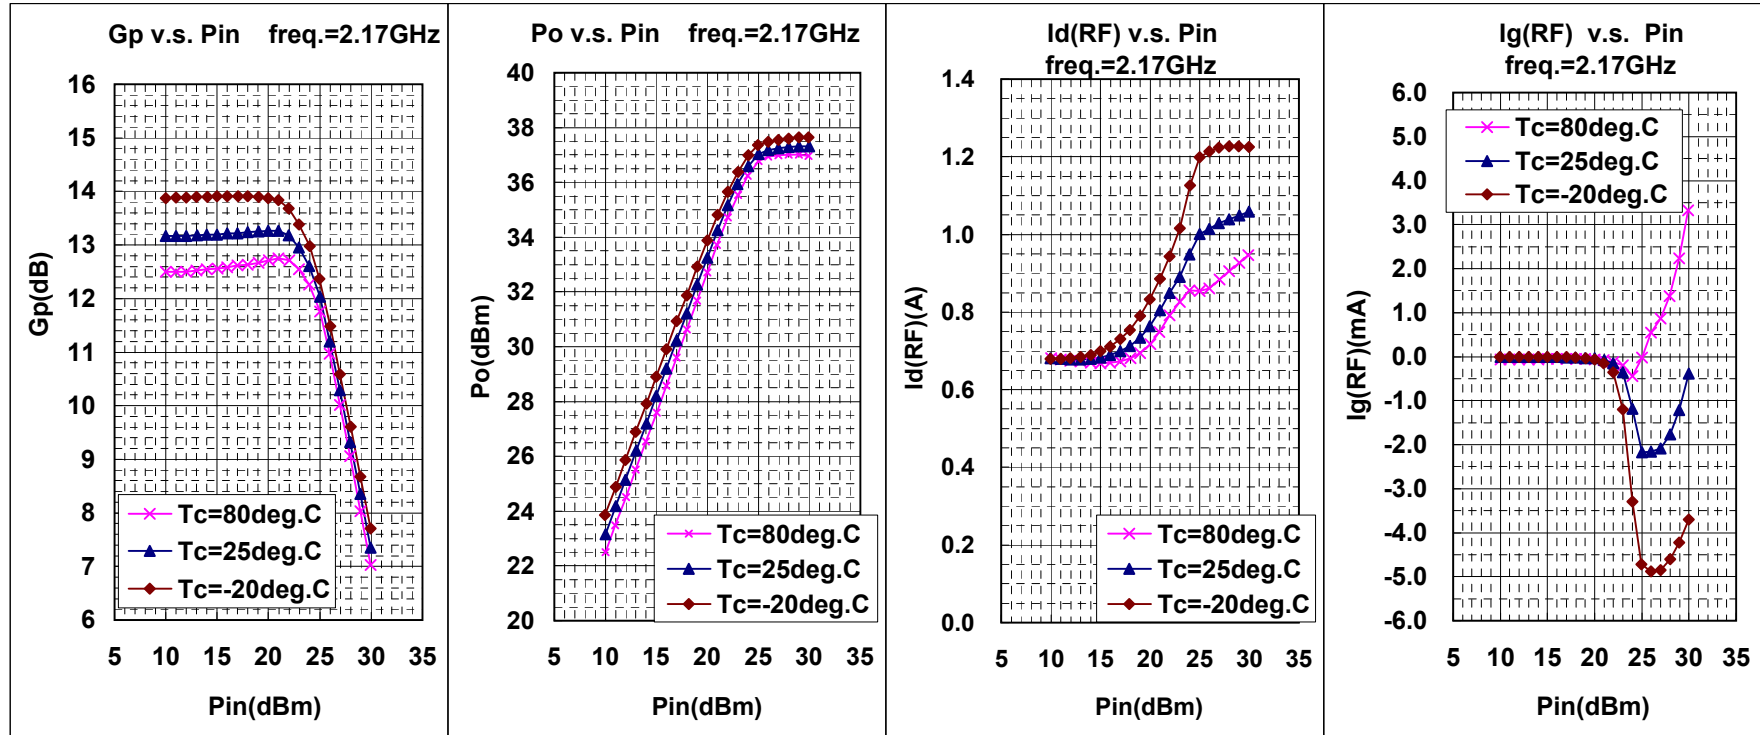 Gp v.s. Pin freq.=2.17GHz
16
15
14
13
12
11
10
9
8
7
6
Gp(dB)
Tc=80deg.C
Tc=25deg.C
Tc=-20deg.C
5 10 15 20 25 30 35
Pin(dBm)
Po v.s. Pin freq.=2.17GHz
40
38
36
34
32
30
28
26
24
22
20
Po(dBm)
Tc=80deg.C
Tc=25deg.C
Tc=-20deg.C
5 10 15 20 25 30 35
Pin(dBm)
Id(RF) v.s. Pin
freq.=2.17GHz
1.4
1.2
1.0
0.8
0.6
0.4
0.2
0.0
Id(RF)(A)
Tc=80deg.C
Tc=25deg.C
Tc=-20deg.C
5 10 15 20 25 30 35
Pin(dBm)
Ig(RF) v.s. Pin
freq.=2.17GHz
6.0
5.0
4.0
3.0
2.0
1.0
0.0
-1.0
-2.0
-3.0
-4.0
-5.0
-6.0
Ig(RF)(mA)
Tc=80deg.C
Tc=25deg.C
Tc=-20deg.C
5 10 15 20 25 30 35
Pin(dBm)